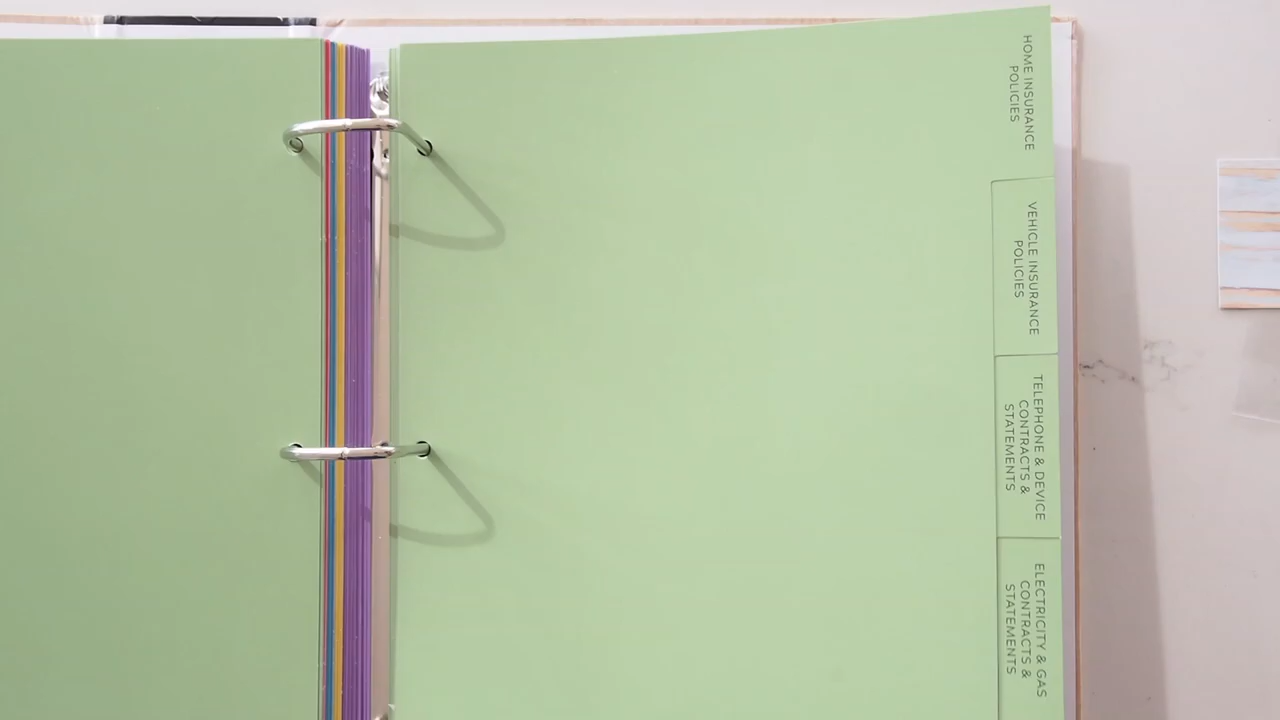 HOME INSURANCE
POLICIES
VEHICLE INSURANCE
POLICIES
TELEPHONE & DEVICE
CONTRACTS &
STATEMENTS
ELECTRICITY & GAS
CONTRACTS &
STATEMENTS